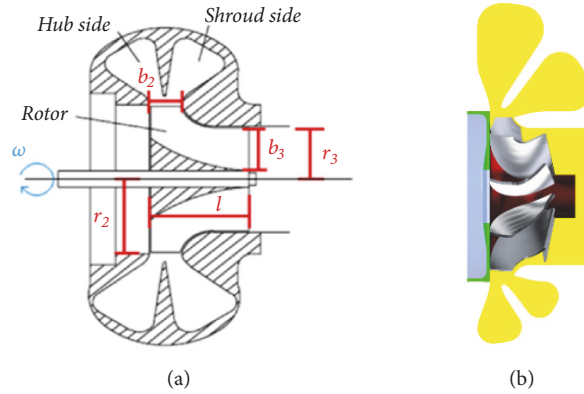 Hub side
Shroud side
b2
Rotor
b3
r3
ω
r2
l
(a)
(b)